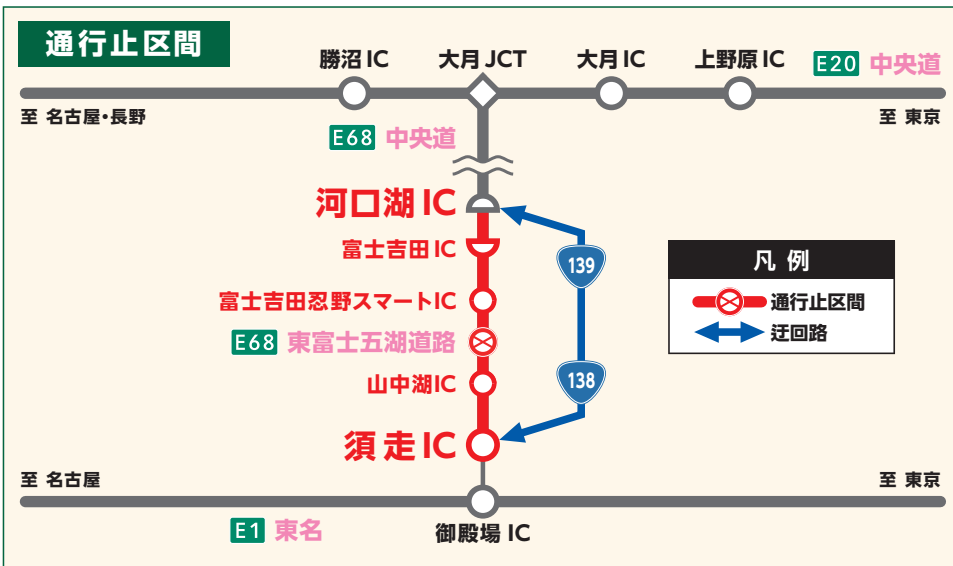 通行止区間
勝沼 IC
大月 JCT
大月 IC
上野原 IC
E20 中央道
至 名古屋・長野
至 東京
E68 中央道
河口湖 IC
富士吉田 IC
139
凡 例
富士吉田忍野スマートIC
通行止区間
E68 東富士五湖道路
迂回路
山中湖IC
138
須走 IC
至 名古屋
至 東京
E1 東名
御殿場 IC